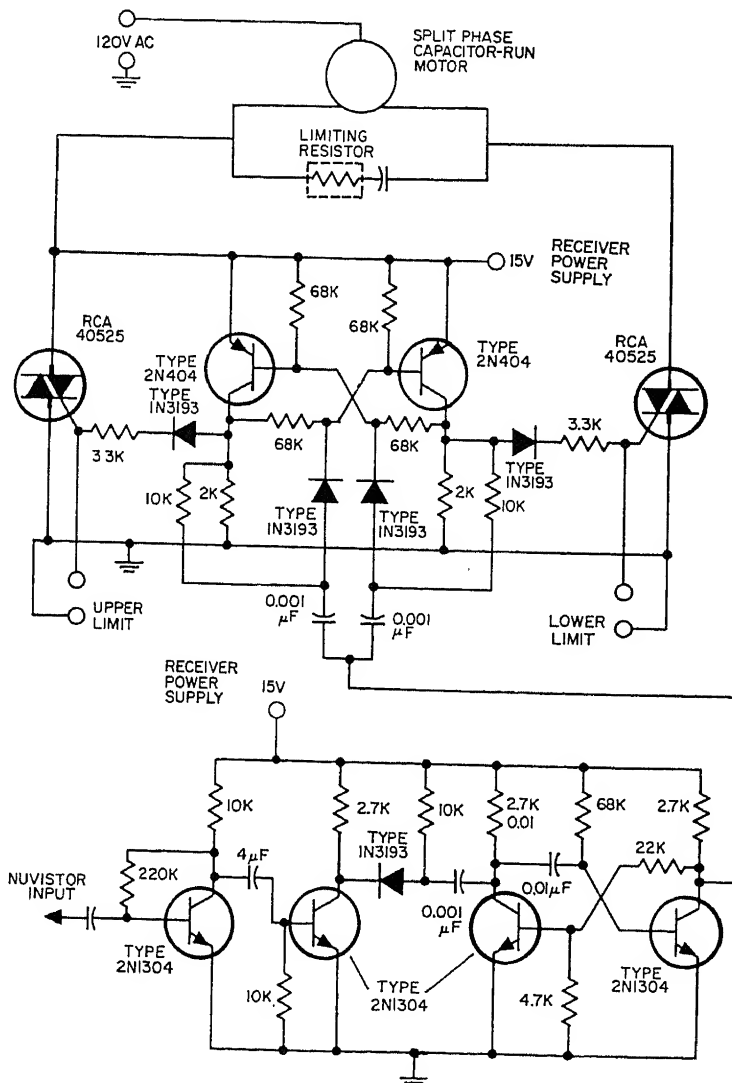 120V AC
SPLIT PHASE
CAPACITOR-RUN
MOTOR
LIMITING
RESISTOR
15V
RECEIVER
POWER
SUPPLY
68K
68K
RCA
40525
TYPE
2N404
TYPE
2N404
RCA
40525
TYPE
1N3193
3.3K
68K
68K
TYPE
1N3193
3.3K
10K
2K
TYPE
1N3193
TYPE
1N3193
2K
10K
UPPER
LIMIT
0.001
μF
0.001
μF
LOWER
LIMIT
RECEIVER
POWER
SUPPLY
15V
10K
2.7K
10K
2.7K
0.01
68K
2.7K
TYPE
1N3193
22K
220K
4μF
NUVISTOR
INPUT
0.001
μF
0.01μF
TYPE
2N1304
10K
TYPE
2N1304
4.7K
TYPE
2N1304